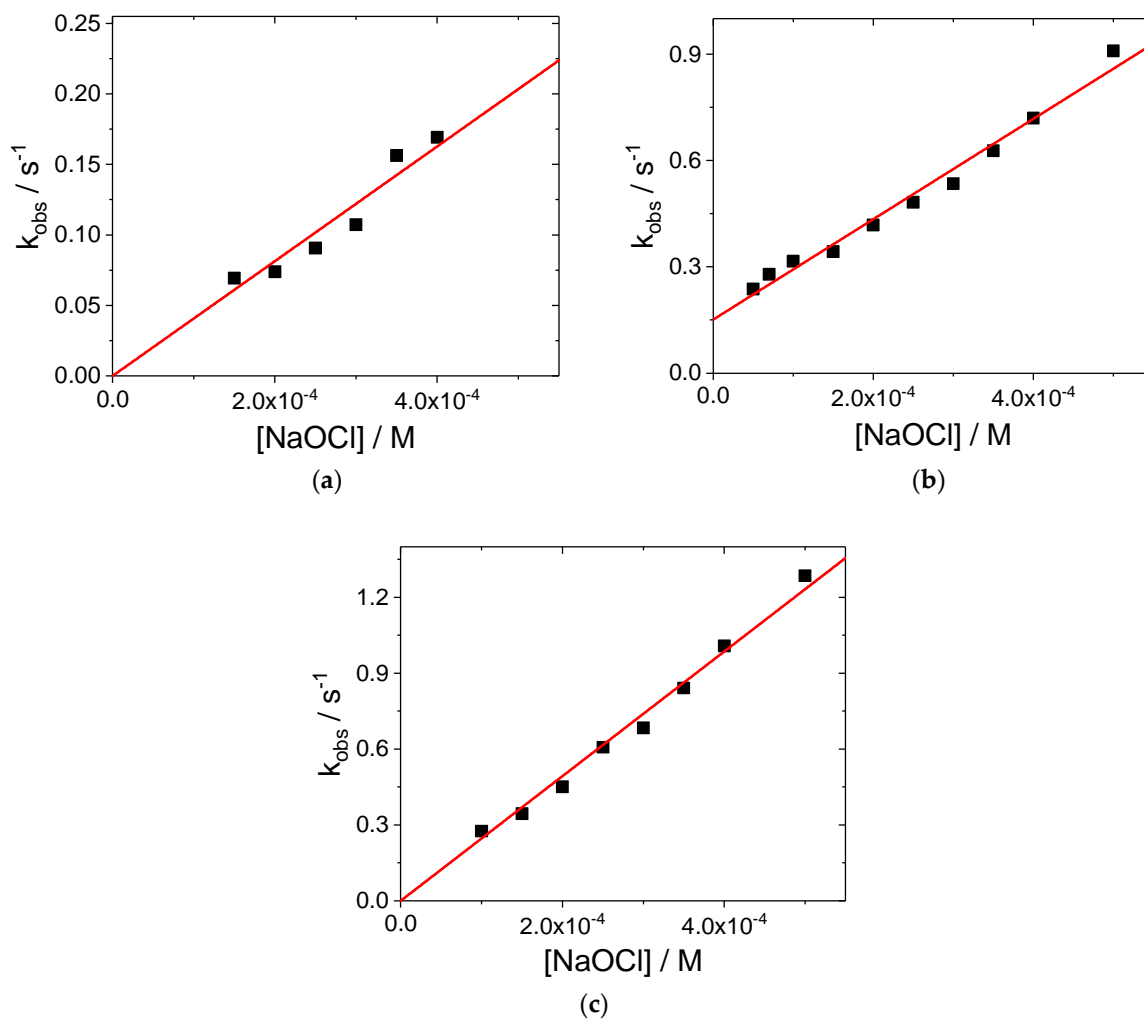 0.25
0.20
0.15
0.10
0.05
0.00
k_obs / s^-1
0.0 2.0x10^-4 4.0x10^-4
[NaOCl] / M
(a)
0.9
0.6
0.3
0.0
k_obs / s^-1
0.0 2.0x10^-4 4.0x10^-4
[NaOCl] / M
(b)
1.2
0.9
0.6
0.3
0.0
k_obs / s^-1
0.0 2.0x10^-4 4.0x10^-4
[NaOCl] / M
(c)